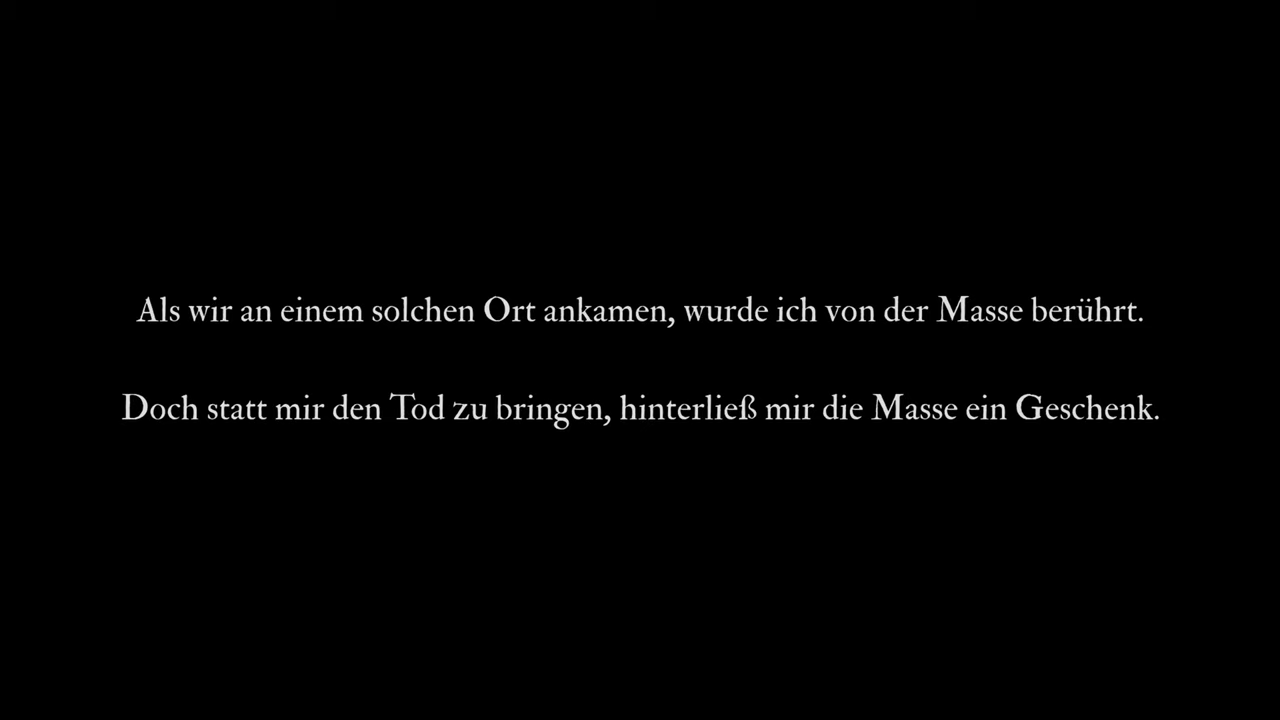 Als wir an einem solchen Ort ankamen, wurde ich von der Masse berührt.
Doch statt mir den Tod zu bringen, hinterließ mir die Masse ein Geschenk.